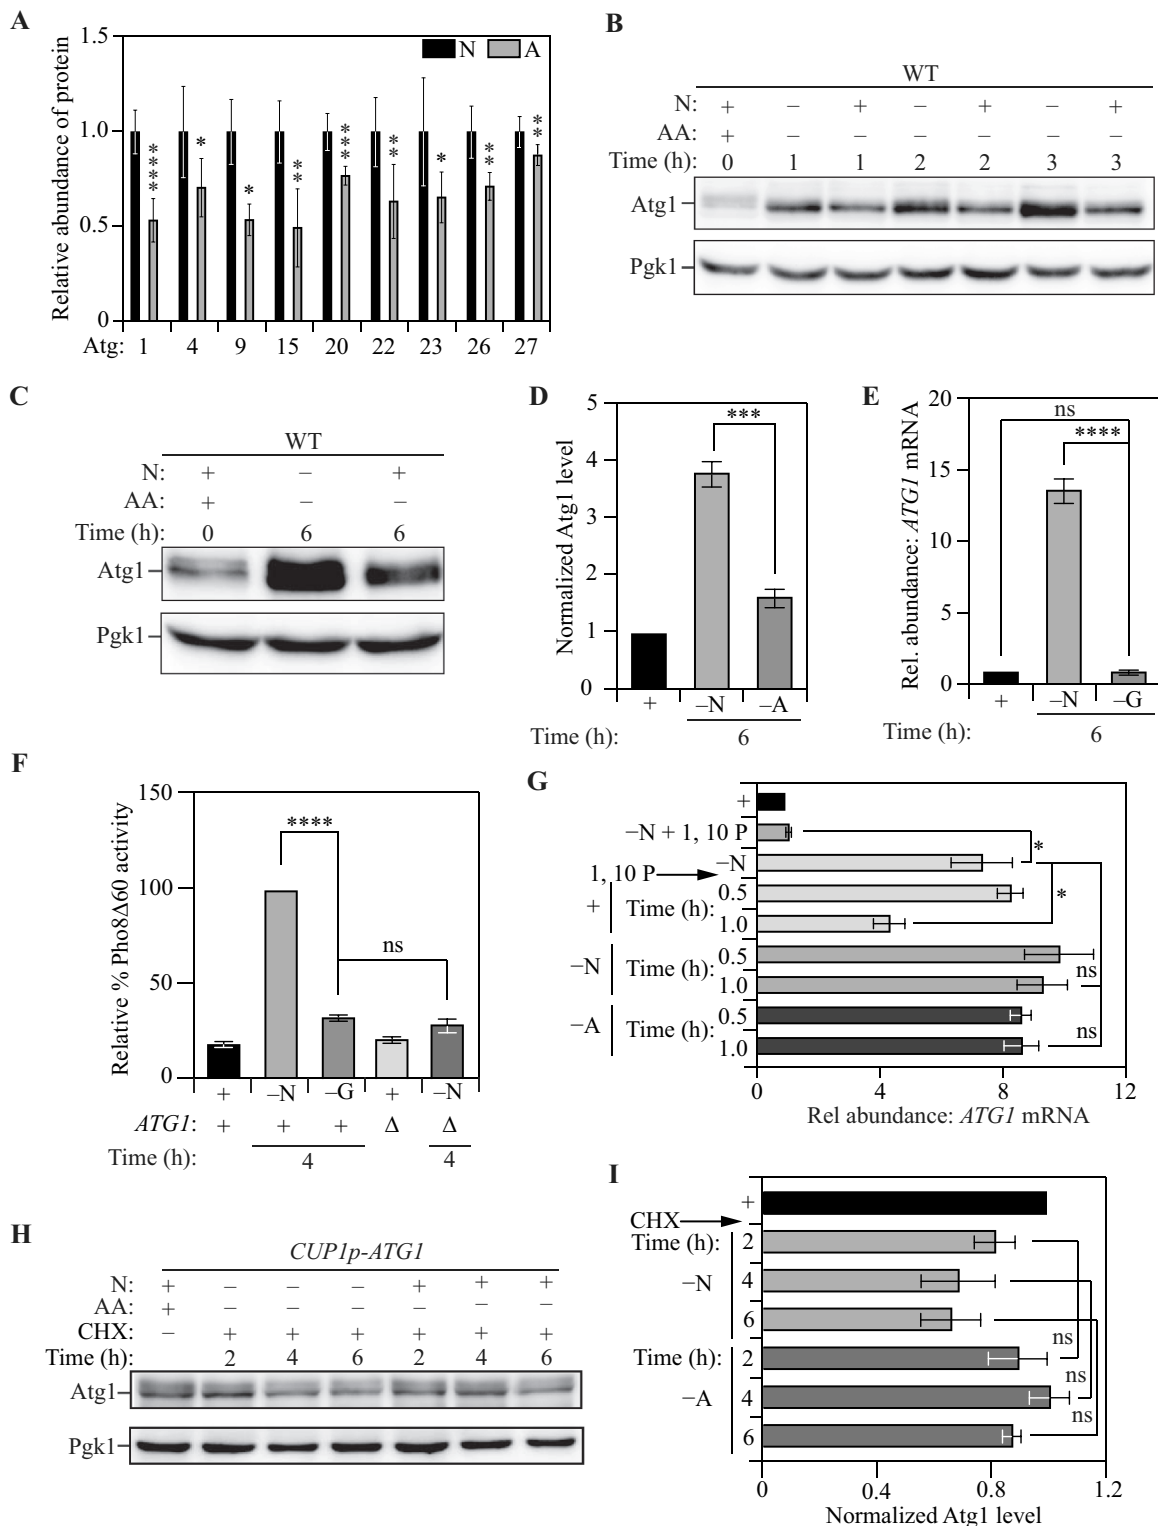 A
Relative abundance of protein
1.5
1.0
0.5
0
N A
**** * * ** *** ** * ** **
Atg: 1 4 9 15 20 22 23 26 27
B
WT
N: + − + − + − +
AA: + − − − − − −
Time (h): 0 1 1 2 2 3 3
Atg1
Pgk1
C
WT
N: + − +
AA: + − −
Time (h): 0 6 6
Atg1
Pgk1
D
Normalized Atg1 level
5
4
3
2
1
0
***
+ −N −A
Time (h): 6
E
Rel. abundance: ATG1 mRNA
20
15
10
5
0
ns
****
+ −N −G
Time (h): 6
F
Relative % Pho8Δ60 activity
150
100
50
0
****
ns
+ −N −G + −N
ATG1: + + + Δ Δ
Time (h): 4 4
G
+
−N + 1, 10 P
−N
1, 10 P
+ Time (h): 0.5
1.0
−N Time (h): 0.5
1.0
−A Time (h): 0.5
1.0
*
*
ns
ns
0 4 8 12
Rel abundance: ATG1 mRNA
H
CUP1p-ATG1
N: + − − − + + +
AA: + − − − − − −
CHX: − + + + + + +
Time (h): 2 4 6 2 4 6
Atg1
Pgk1
I
+
CHX
Time (h): 2
−N 4
6
Time (h): 2
−A 4
6
ns
ns
ns
0 0.4 0.8 1.2
Normalized Atg1 level